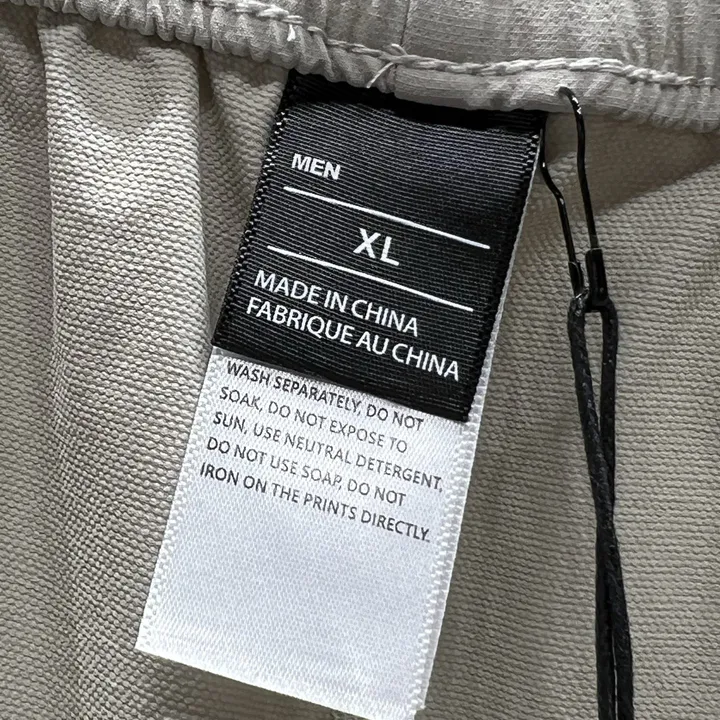 MEN
XL
MADE IN CHINA
FABRIQUE AU CHINA
WASH SEPARATELY, DO NOT
SOAK, DO NOT EXPOSE TO
SUN, USE NEUTRAL DETERGENT,
DO NOT USE SOAP, DO NOT
IRON ON THE PRINTS DIRECTLY.